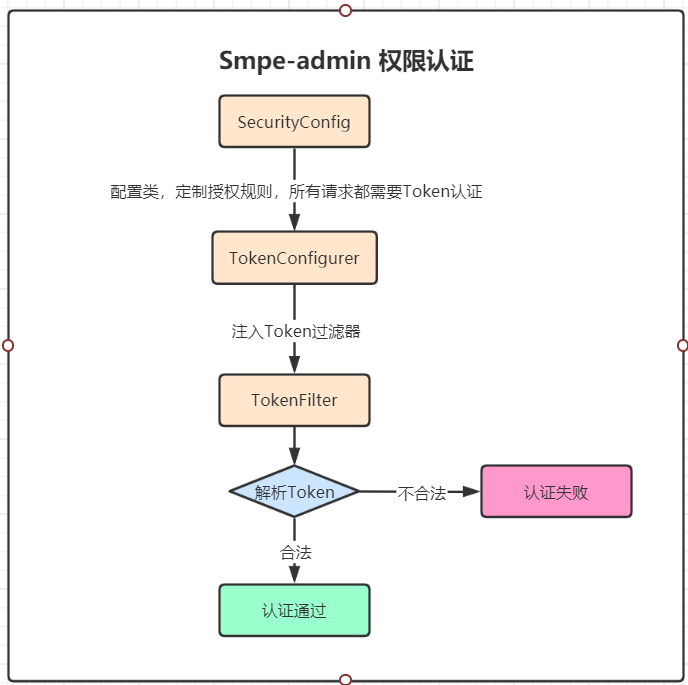 Smpe-admin 权限认证
SecurityConfig
配置类，定制授权规则，所有请求都需要Token认证
TokenConfigurer
注入Token过滤器
TokenFilter
解析Token
不合法
认证失败
合法
认证通过